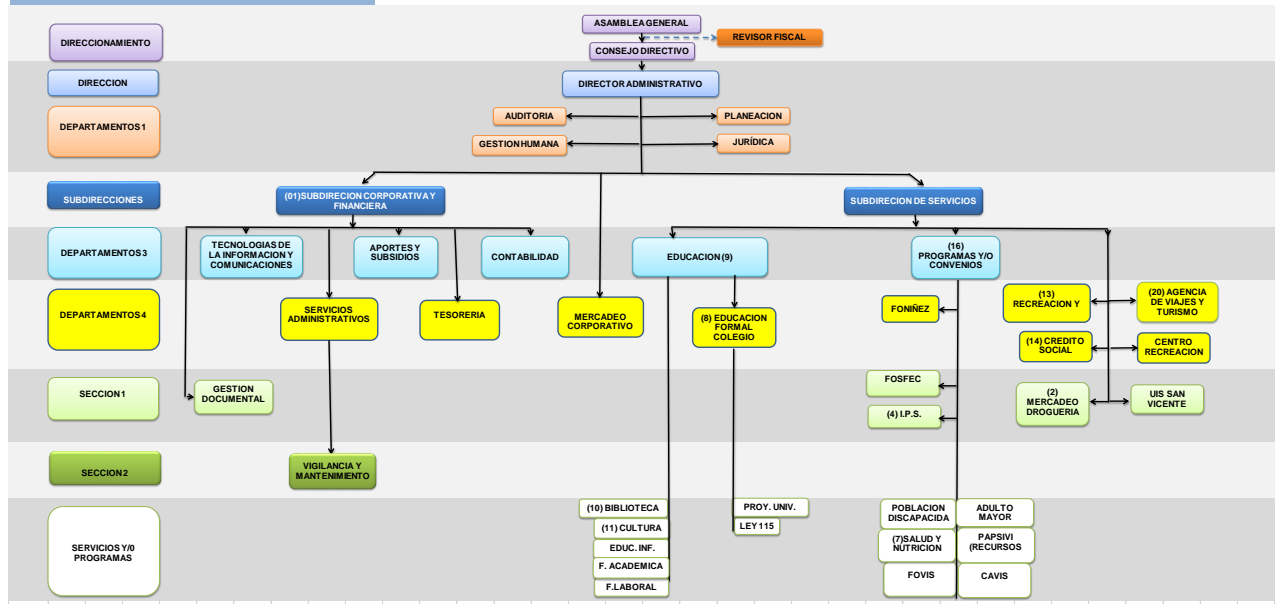 ASAMBLEA GENERAL
REVISOR FISCAL
DIRECCIONAMIENTO
CONSEJO DIRECTIVO
DIRECCION
DIRECTOR ADMINISTRATIVO
DEPARTAMENTOS 1
AUDITORIA
PLANEACION
GESTION HUMANA
JURÍDICA
SUBDIRECCIONES
(01)SUBDIRECION CORPORATIVA Y
FINANCIERA
SUBDIRECION DE SERVICIOS
DEPARTAMENTOS 3
TECNOLOGIAS DE
LA INFORMACION Y
COMUNICACIONES
APORTES Y
SUBSIDIOS
CONTABILIDAD
EDUCACION (9)
(16)
PROGRAMAS Y/O
CONVENIOS
DEPARTAMENTOS 4
SERVICIOS
ADMINISTRATIVOS
TESORERIA
MERCADEO
CORPORATIVO
(8) EDUCACION
FORMAL
COLEGIO
FONIÑEZ
(13)
RECREACION Y
(20) AGENCIA
DE VIAJES Y
TURISMO
(14) CREDITO
SOCIAL
CENTRO
RECREACION
SECCION 1
GESTION
DOCUMENTAL
FOSFEC
(4) I.P.S.
(2)
MERCADEO
DROGUERIA
UIS SAN
VICENTE
SECCION 2
VIGILANCIA Y
MANTENIMIENTO
SERVICIOS Y/0
PROGRAMAS
(10) BIBLIOTECA
(11) CULTURA
EDUC. INF.
F. ACADEMICA
F.LABORAL
PROY. UNIV.
LEY 115
POBLACION
DISCAPACIDA
ADULTO
MAYOR
(7)SALUD Y
NUTRICION
PAPSIVI
(RECURSOS
FOVIS
CAVIS